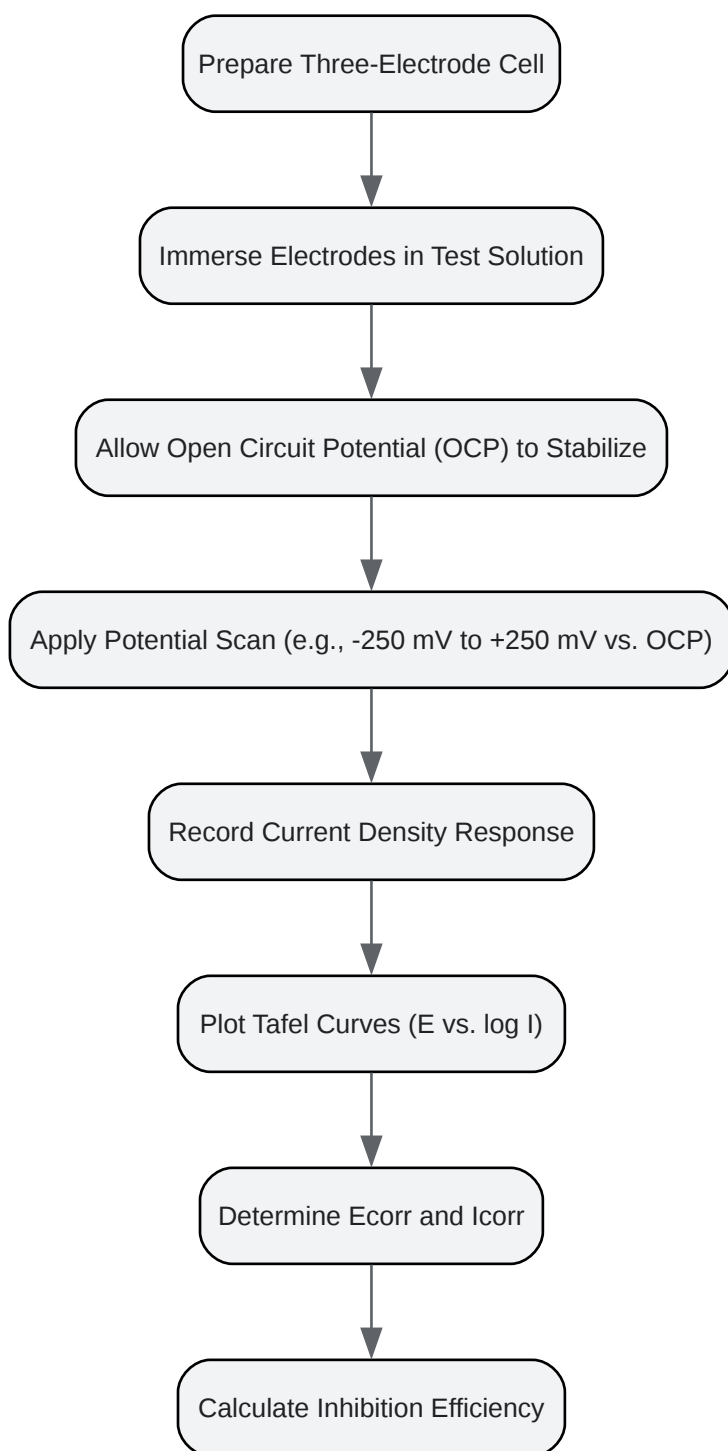 Prepare Three-Electrode Cell
Immerse Electrodes in Test Solution
Allow Open Circuit Potential (OCP) to Stabilize
Apply Potential Scan (e.g., -250 mV to +250 mV vs. OCP)
Record Current Density Response
Plot Tafel Curves (E vs. log I)
Determine Ecorr and Icorr
Calculate Inhibition Efficiency